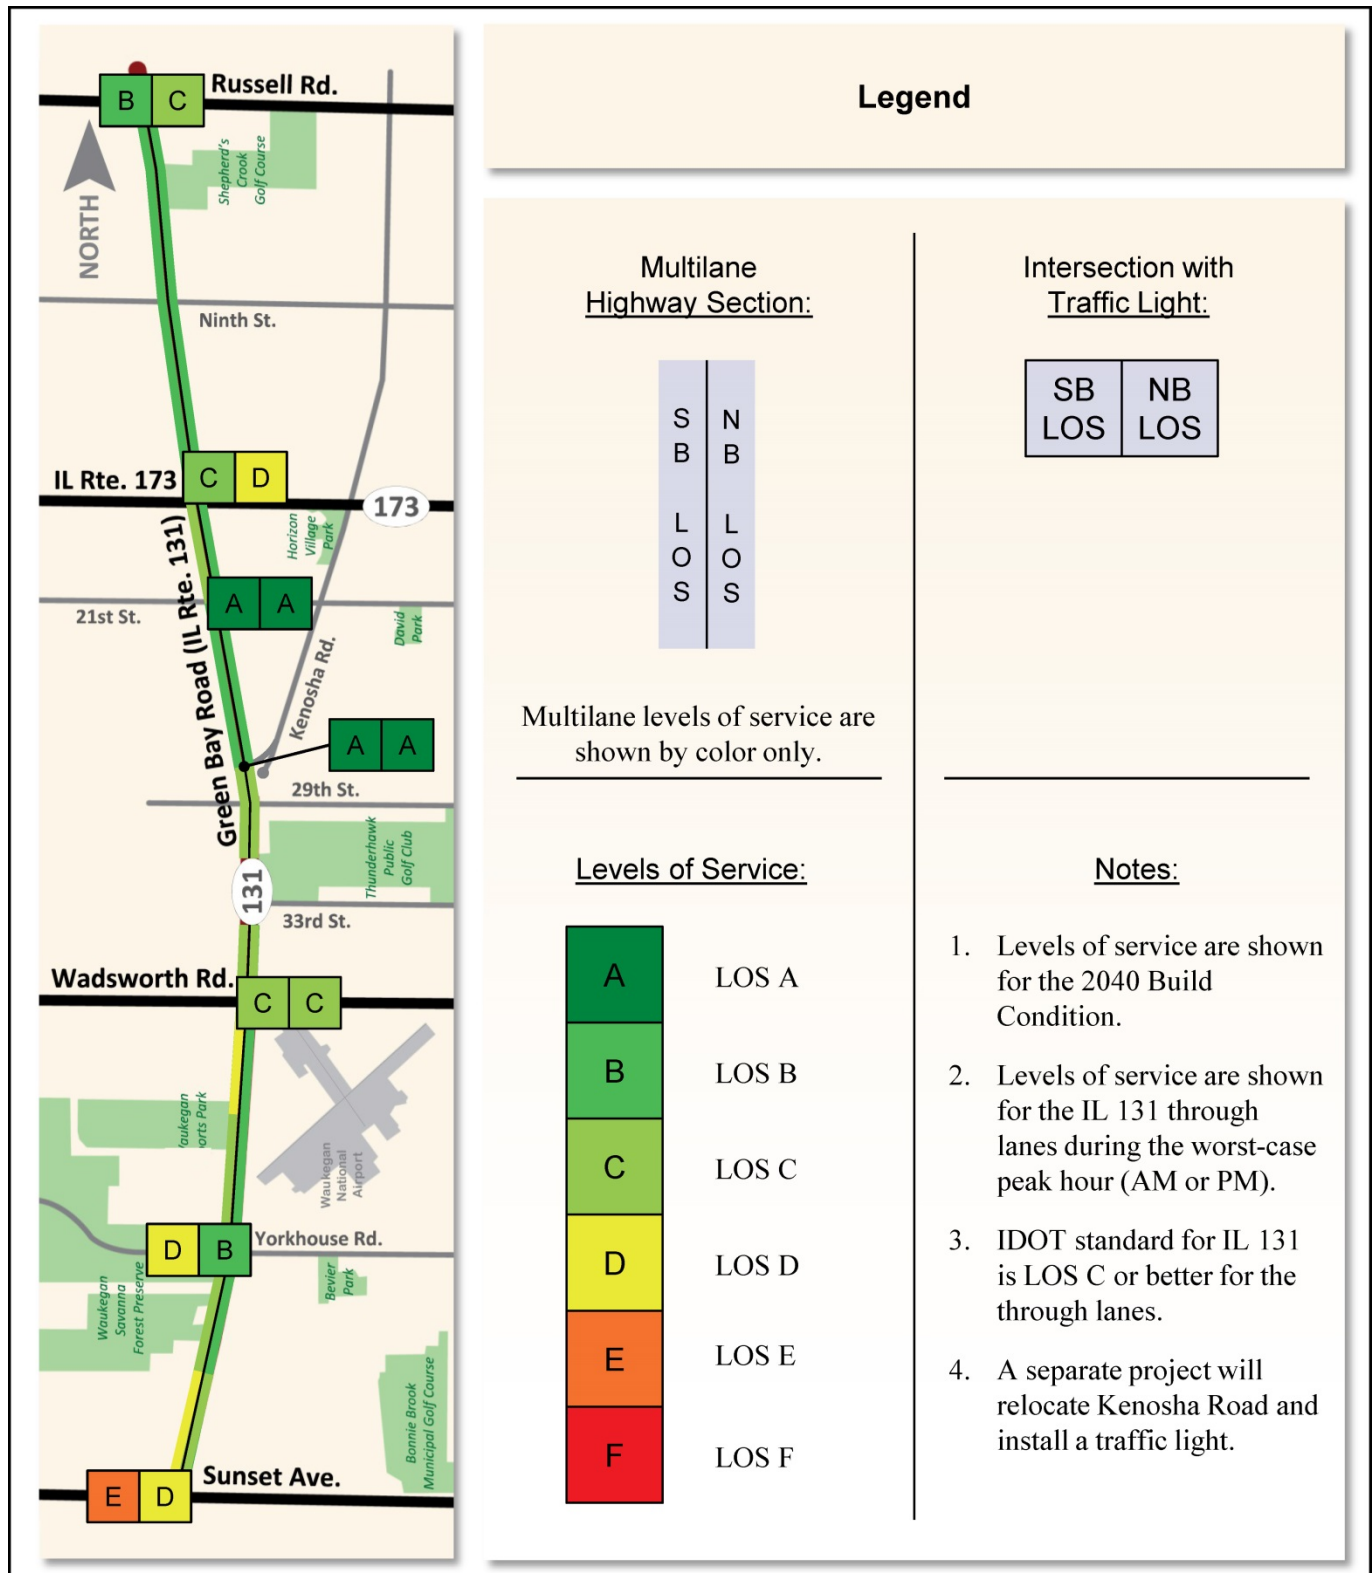 B C Russell Rd.
Shepherd's
Crook
Golf Course
NORTH
Ninth St.
C D
IL Rte. 173
173
Horizon
Village
Park
A A
21st St.
David
Park
Green Bay Road (IL Rte. 131)
Kenosha Rd.
A A
29th St.
Thunderhawk
Public
Golf Club
131
33rd St.
Wadsworth Rd.
C C
Waukegan
National
Airport
D B
Yorkhouse Rd.
Waukegan
Savanna
Forest Preserve
Bevier
Park
Bonnie Brook
Municipal Golf Course
E D
Sunset Ave.
Legend
Multilane
Highway Section:
S N
B B
L L
O O
S S
Multilane levels of service are
shown by color only.
Intersection with
Traffic Light:
SB NB
LOS LOS
Levels of Service:
A LOS A
B LOS B
C LOS C
D LOS D
E LOS E
F LOS F
Notes:
1. Levels of service are shown
for the 2040 Build
Condition.
2. Levels of service are shown
for the IL 131 through
lanes during the worst-case
peak hour (AM or PM).
3. IDOT standard for IL 131
is LOS C or better for the
through lanes.
4. A separate project will
relocate Kenosha Road and
install a traffic light.